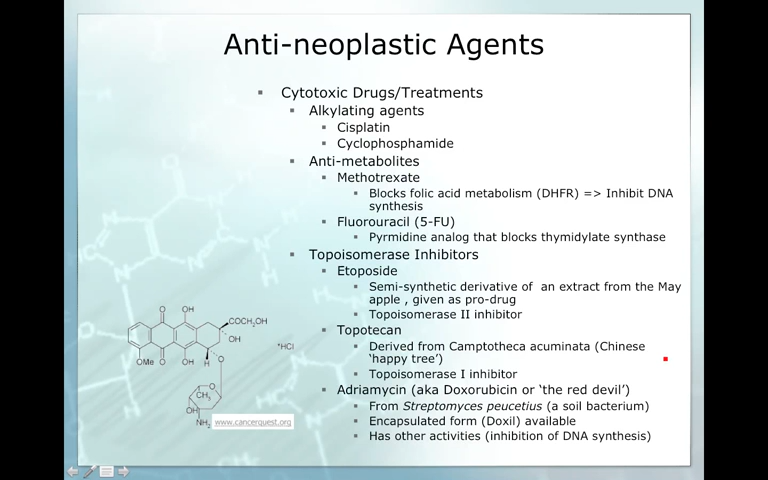 Anti-neoplastic Agents
Cytotoxic Drugs/Treatments
Alkylating agents
Cisplatin
Cyclophosphamide
Anti-metabolites
Methotrexate
Blocks folic acid metabolism (DHFR) => Inhibit DNA
synthesis
Fluorouracil (5-FU)
Pyrmidine analog that blocks thymidylate synthase
Topoisomerase Inhibitors
Etoposide
Semi-synthetic derivative of an extract from the May
apple , given as pro-drug
Topoisomerase II inhibitor
Topotecan
Derived from Camptotheca acuminata (Chinese
‘happy tree’)
Topoisomerase I inhibitor
Adriamycin (aka Doxorubicin or ‘the red devil’)
From Streptomyces peucetius (a soil bacterium)
Encapsulated form (Doxil) available
Has other activities (inhibition of DNA synthesis)
O OH
COCH₂OH
OH
*HCl
OMe O OH H O
O
CH₃
OH
NH₂
www.cancerquest.org